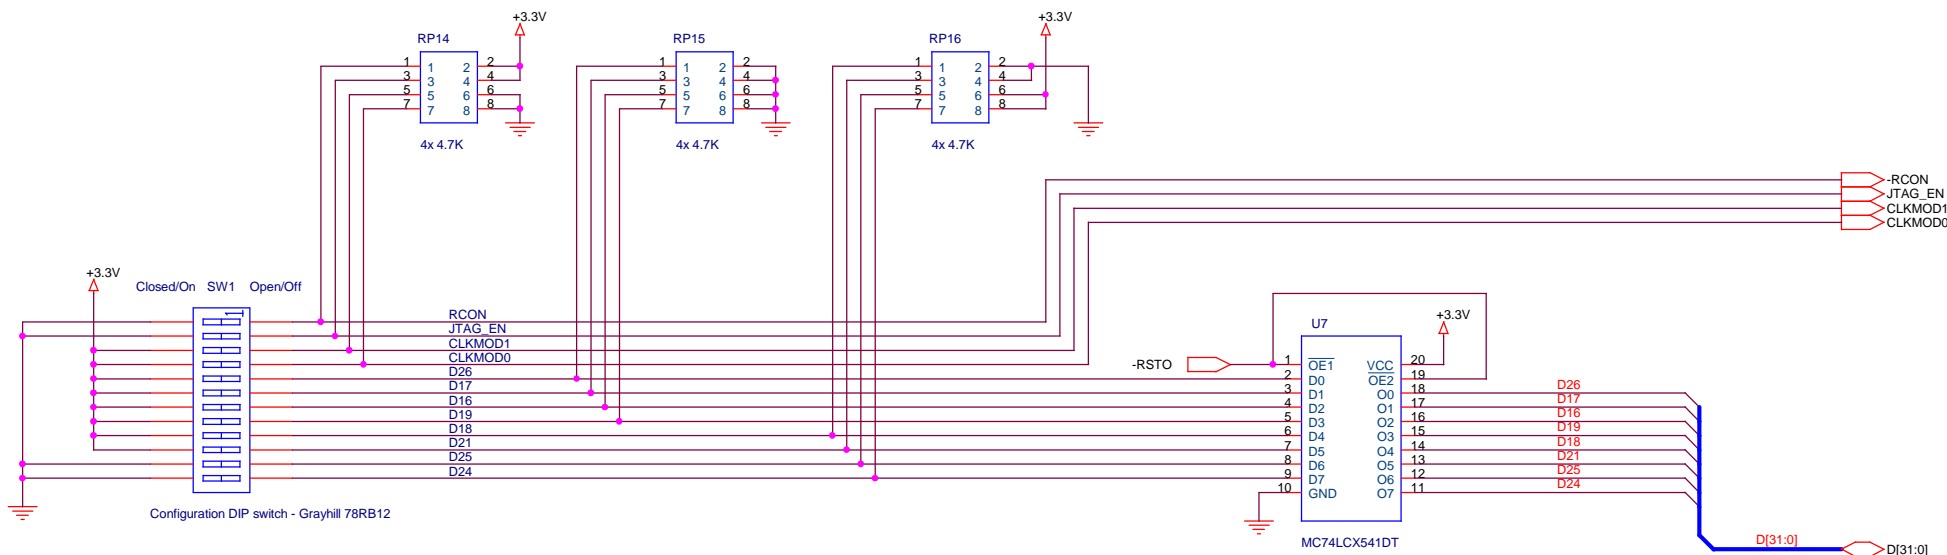 +3.3V
+3.3V
RP14
RP15
RP16
1 1 2 2
3 3 4 4
5 5 6 6
7 7 8 8
1 1 2 2
3 3 4 4
5 5 6 6
7 7 8 8
1 1 2 2
3 3 4 4
5 5 6 6
7 7 8 8
4x 4.7K
4x 4.7K
4x 4.7K
-RCON
JTAG_EN
CLKMOD1
CLKMOD0
+3.3V
Closed/On SW1 Open/Off
1
RCON
JTAG_EN
CLKMOD1
CLKMOD0
D26
D17
D16
D19
D18
D21
D25
D24
Configuration DIP switch - Grayhill 78RB12
U7
+3.3V
-RSTO
1 OE1 VCC 20
2 D0 OE2 19
3 D1 O0 18
4 D2 O1 17
5 D3 O2 16
6 D4 O3 15
7 D5 O4 14
8 D6 O5 13
9 D7 O6 12
10 GND O7 11
D26
D17
D16
D19
D18
D21
D25
D24
MC74LCX541DT
D[31:0]
D[31:0]